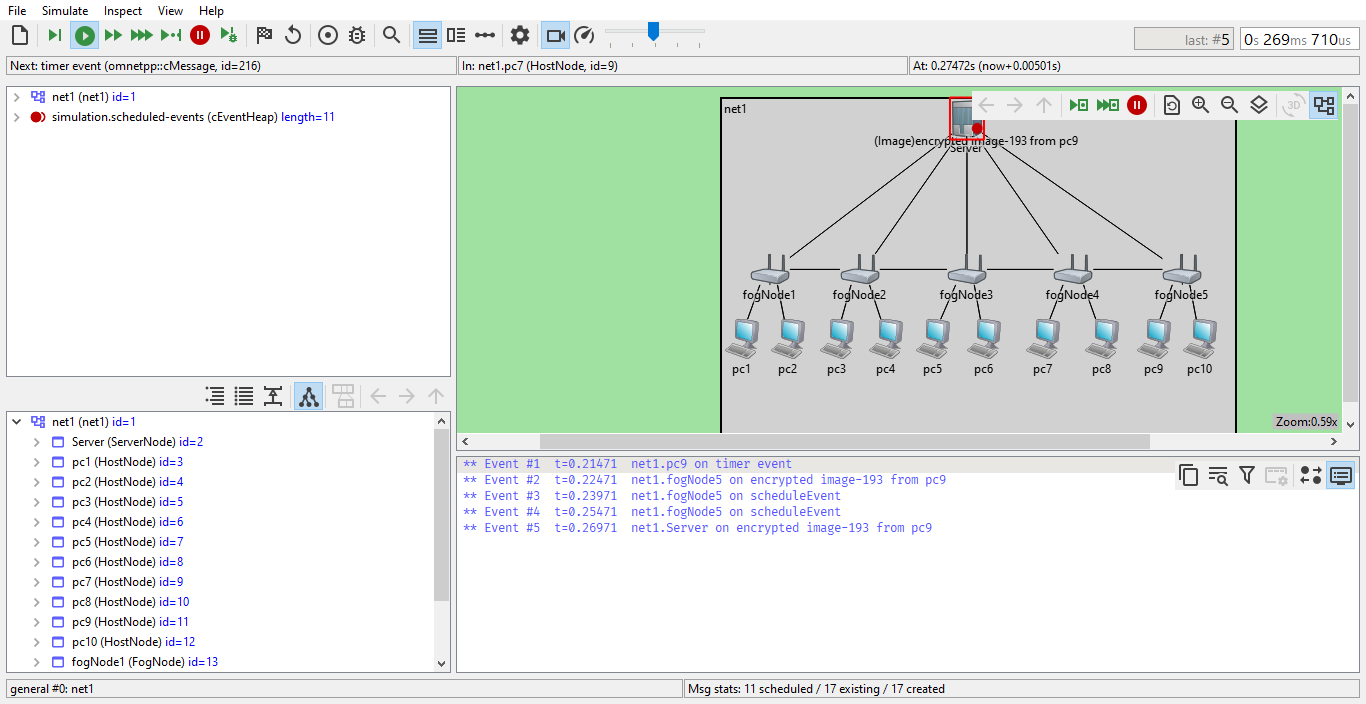 File Simulate Inspect View Help
last: #5 0s 269ms 710us
Next: timer event (omnetpp::cMessage, id=216) In: net1.pc7 (HostNode, id=9) At: 0.27472s (now+0.00501s)
net1 (net1) id=1
simulation.scheduled-events (cEventHeap) length=11
net1
3D
(Image)encrypted image-193 from pc9
Server
fogNode1 fogNode2 fogNode3 fogNode4 fogNode5
pc1 pc2 pc3 pc4 pc5 pc6 pc7 pc8 pc9 pc10
Zoom:0.59x
net1 (net1) id=1
Server (ServerNode) id=2
pc1 (HostNode) id=3
pc2 (HostNode) id=4
pc3 (HostNode) id=5
pc4 (HostNode) id=6
pc5 (HostNode) id=7
pc6 (HostNode) id=8
pc7 (HostNode) id=9
pc8 (HostNode) id=10
pc9 (HostNode) id=11
pc10 (HostNode) id=12
fogNode1 (FogNode) id=13
** Event #1 t=0.21471 net1.pc9 on timer event
** Event #2 t=0.22471 net1.fogNode5 on encrypted image-193 from pc9
** Event #3 t=0.23971 net1.fogNode5 on scheduleEvent
** Event #4 t=0.25471 net1.fogNode5 on scheduleEvent
** Event #5 t=0.26971 net1.Server on encrypted image-193 from pc9
general #0: net1 Msg stats: 11 scheduled / 17 existing / 17 created